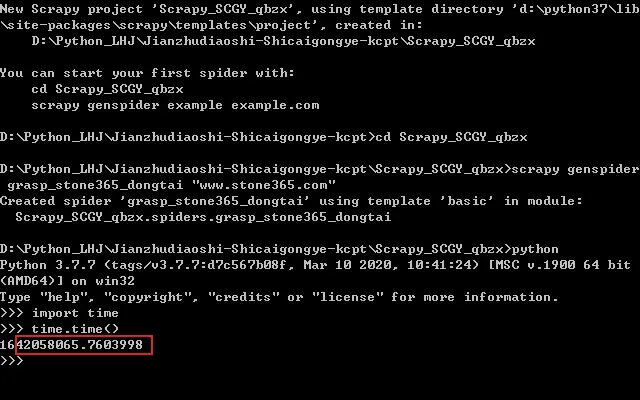 New Scrapy project 'Scrapy_SCGY_qbzx', using template directory 'd:\python37\lib
\site-packages\scrapy\templates\project', created in:
D:\Python_LHJ\Jianzhudiaoshi-Shicaigongye-kcpt\Scrapy_SCGY_qbzx
You can start your first spider with:
cd Scrapy_SCGY_qbzx
scrapy genspider example example.com
D:\Python_LHJ\Jianzhudiaoshi-Shicaigongye-kcpt>cd Scrapy_SCGY_qbzx
D:\Python_LHJ\Jianzhudiaoshi-Shicaigongye-kcpt\Scrapy_SCGY_qbzx>scrapy genspider
grasp_stone365_dongtai "www.stone365.com"
Created spider 'grasp_stone365_dongtai' using template 'basic' in module:
Scrapy_SCGY_qbzx.spiders.grasp_stone365_dongtai
D:\Python_LHJ\Jianzhudiaoshi-Shicaigongye-kcpt\Scrapy_SCGY_qbzx>python
Python 3.7.7 (tags/v3.7.7:d7c567b08f, Mar 10 2020, 10:41:24) [MSC v.1900 64 bit
(AMD64)] on win32
Type "help", "copyright", "credits" or "license" for more information.
>>> import time
>>> time.time()
1642058065.7603998
>>>